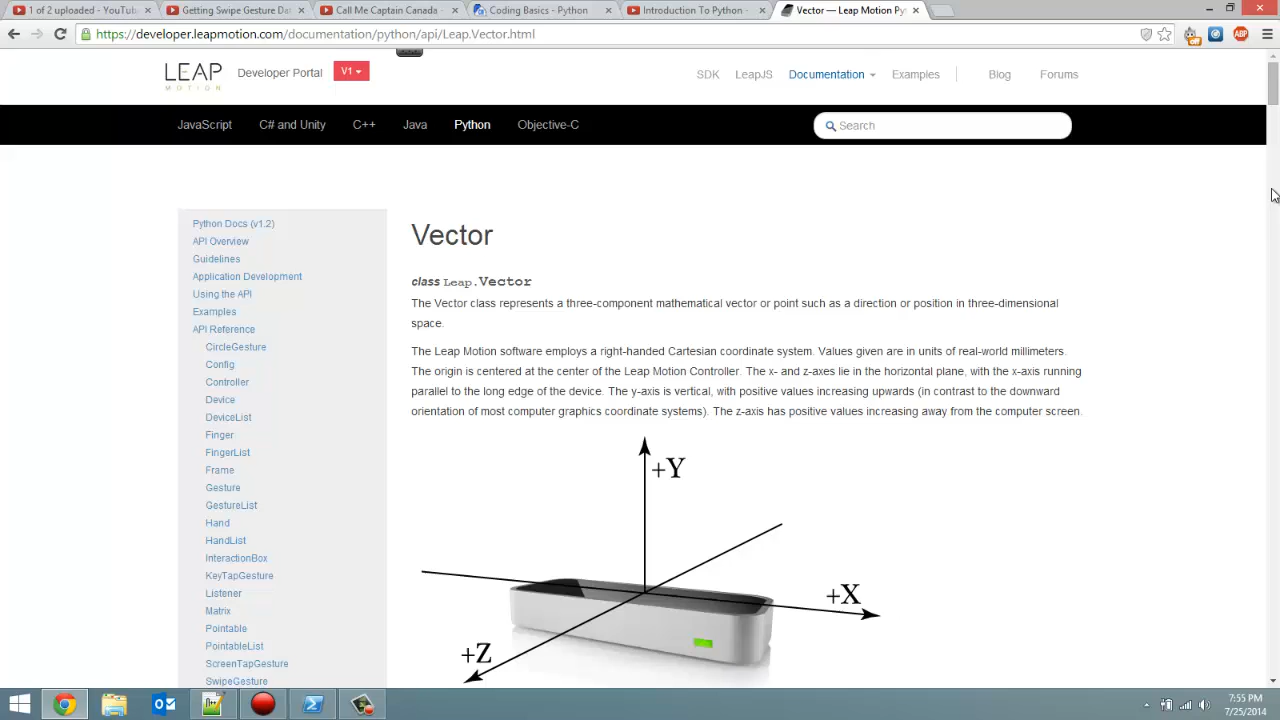 1 of 2 uploaded - YouTube
Getting Swipe Gesture Da
Call Me Captain Canada -
Coding Basics - Python
Introduction To Python -
Vector — Leap Motion Py
https://developer.leapmotion.com/documentation/python/api/Leap.Vector.html
off
ABP
LEAP
MOTION
Developer Portal
V1
SDK
LeapJS
Documentation
Examples
Blog
Forums
JavaScript
C# and Unity
C++
Java
Python
Objective-C
Search
Python Docs (v1.2)
API Overview
Guidelines
Application Development
Using the API
Examples
API Reference
CircleGesture
Config
Controller
Device
DeviceList
Finger
FingerList
Frame
Gesture
GestureList
Hand
HandList
InteractionBox
KeyTapGesture
Listener
Matrix
Pointable
PointableList
ScreenTapGesture
SwipeGesture
Vector
class Leap.Vector
The Vector class represents a three-component mathematical vector or point such as a direction or position in three-dimensional
space.
The Leap Motion software employs a right-handed Cartesian coordinate system. Values given are in units of real-world millimeters.
The origin is centered at the center of the Leap Motion Controller. The x- and z-axes lie in the horizontal plane, with the x-axis running
parallel to the long edge of the device. The y-axis is vertical, with positive values increasing upwards (in contrast to the downward
orientation of most computer graphics coordinate systems). The z-axis has positive values increasing away from the computer screen.
+Y
+X
+Z
7:55 PM
7/25/2014